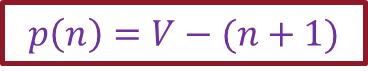 p(n) = V − (n + 1)